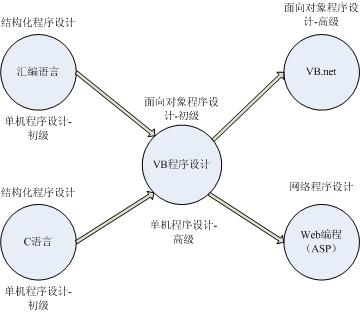 结构化程序设计
汇编语言
单机程序设计-
初级
面向对象程序设
计-高级
VB.net
面向对象程序设
计-初级
VB程序设计
单机程序设计-
高级
结构化程序设计
C语言
单机程序设计-
初级
网络程序设计
Web编程
（ASP）